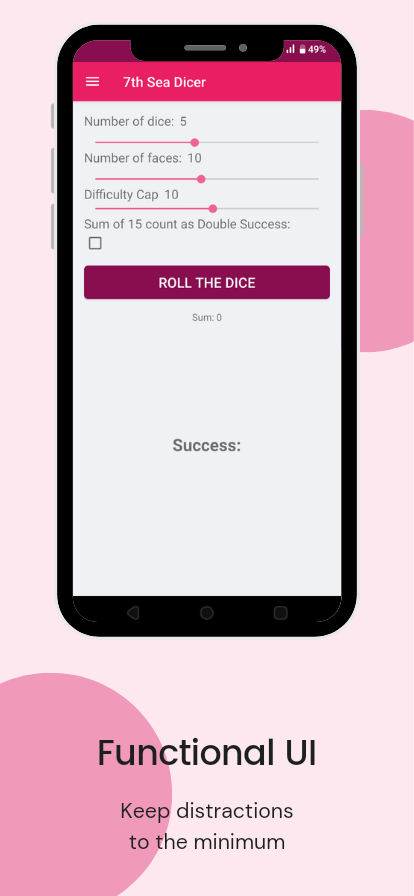 49%
7th Sea Dicer
Number of dice: 5
Number of faces: 10
Difficulty Cap 10
Sum of 15 count as Double Success:
ROLL THE DICE
Sum: 0
Success:
Functional UI
Keep distractions
to the minimum